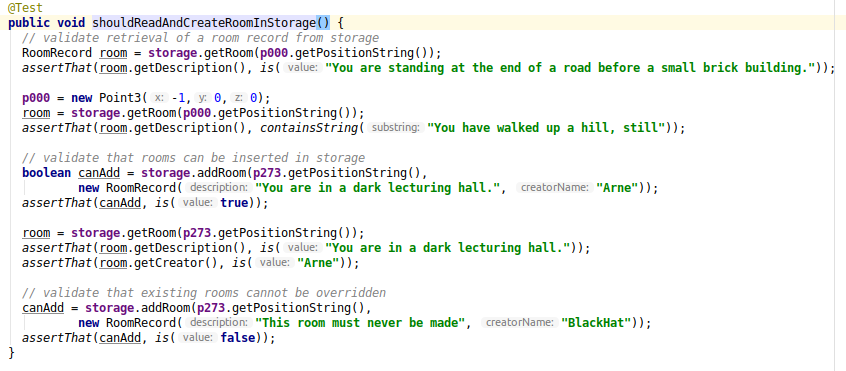 @Test
public void shouldReadAndCreateRoomInStorage() {
// validate retrieval of a room record from storage
RoomRecord room = storage.getRoom(p000.getPositionString());
assertThat(room.getDescription(), is( value: "You are standing at the end of a road before a small brick building."));
p000 = new Point3( x: -1, y: 0, z: 0);
room = storage.getRoom(p000.getPositionString());
assertThat(room.getDescription(), containsString( substring: "You have walked up a hill, still"));
// validate that rooms can be inserted in storage
boolean canAdd = storage.addRoom(p273.getPositionString(),
new RoomRecord( description: "You are in a dark lecturing hall.", creatorName: "Arne"));
assertThat(canAdd, is( value: true));
room = storage.getRoom(p273.getPositionString());
assertThat(room.getDescription(), is( value: "You are in a dark lecturing hall."));
assertThat(room.getCreator(), is( value: "Arne"));
// validate that existing rooms cannot be overridden
canAdd = storage.addRoom(p273.getPositionString(),
new RoomRecord( description: "This room must never be made", creatorName: "BlackHat"));
assertThat(canAdd, is( value: false));
}